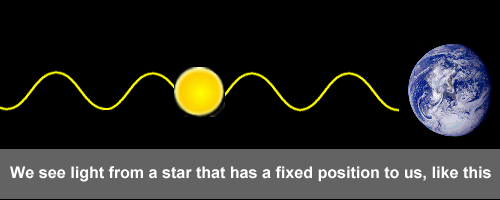 We see light from a star that has a fixed position to us, like this